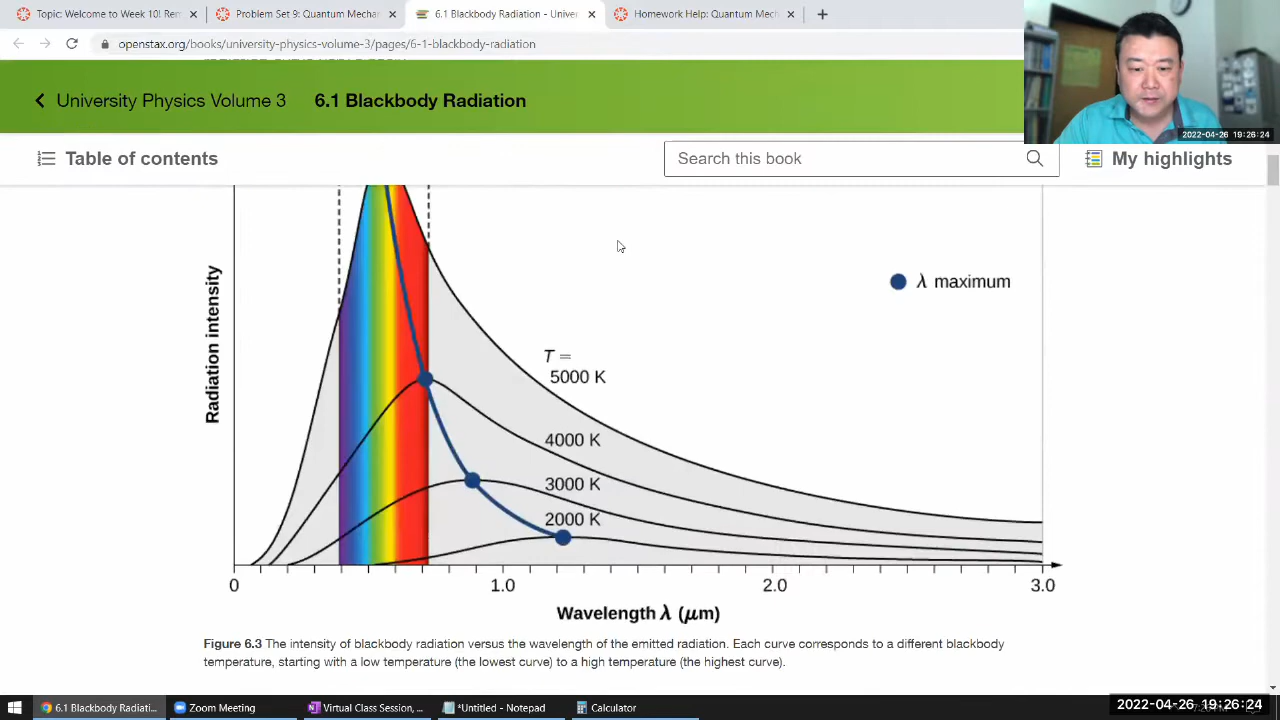 Topic: Welcome to Week 10! Rem
Problem Set 9: Quantum Mechan
6.1 Blackbody Radiation - Univer
Homework Help: Quantum Mech
openstax.org/books/university-physics-volume-3/pages/6-1-blackbody-radiation
2022-04-26 19:26:24
University Physics Volume 3 6.1 Blackbody Radiation
Table of contents
Search this book
My highlights
Radiation intensity
λ maximum
T =
5000 K
4000 K
3000 K
2000 K
0 1.0 2.0 3.0
Wavelength λ (μm)
Figure 6.3 The intensity of blackbody radiation versus the wavelength of the emitted radiation. Each curve corresponds to a different blackbody
temperature, starting with a low temperature (the lowest curve) to a high temperature (the highest curve).
6.1 Blackbody Radiati...
Zoom Meeting
Virtual Class Session, ...
*Untitled - Notepad
Calculator
2022-04-26 19:26:24